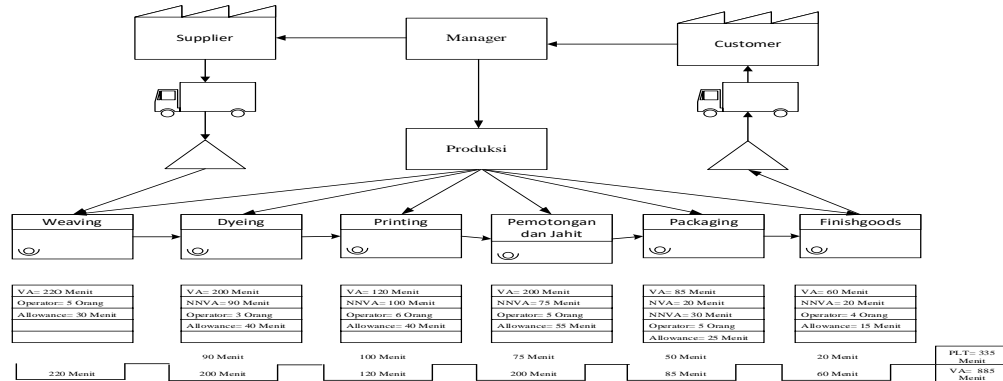 Supplier
Manager
Customer
Produksi
Weaving
Dyeing
Printing
Pemotongan
dan Jahit
Packaging
Finishgoods
VA= 22O Menit
Operator= 5 Orang
Allowance= 30 Menit
VA= 200 Menit
NNVA= 90 Menit
Operator= 3 Orang
Allowance= 40 Menit
VA= 120 Menit
NNVA= 100 Menit
Operator= 6 Orang
Allowance= 40 Menit
VA= 200 Menit
NNVA= 75 Menit
Operator= 5 Orang
Allowance= 55 Menit
VA= 85 Menit
NVA= 20 Menit
NNVA= 30 Menit
Operator= 5 Orang
Allowance= 25 Menit
VA= 60 Menit
NNVA= 20 Menit
Operator= 4 Orang
Allowance= 15 Menit
90 Menit
100 Menit
75 Menit
50 Menit
20 Menit
PLT= 335
Menit
220 Menit
200 Menit
120 Menit
200 Menit
85 Menit
60 Menit
VA= 885
Menit